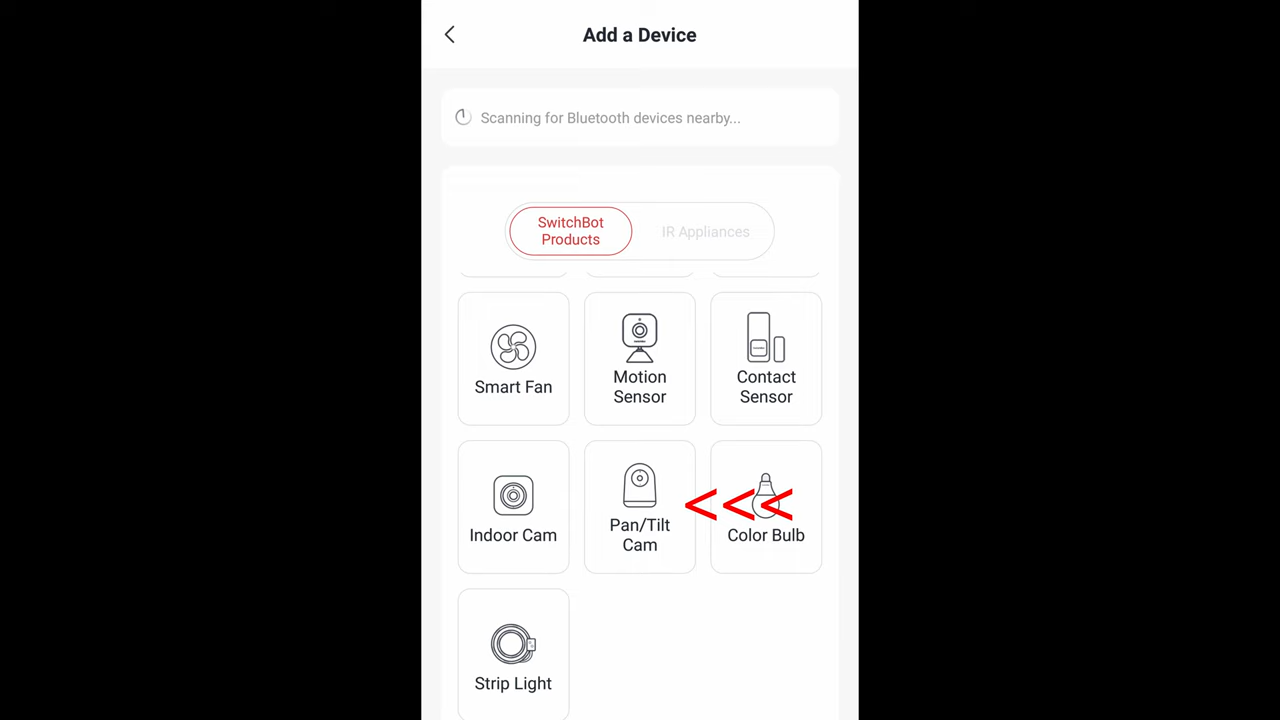 Add a Device
Scanning for Bluetooth devices nearby...
SwitchBot
Products
IR Appliances
Smart Fan
Motion
Sensor
Contact
Sensor
Indoor Cam
Pan/Tilt
Cam
<<<
Color Bulb
Strip Light